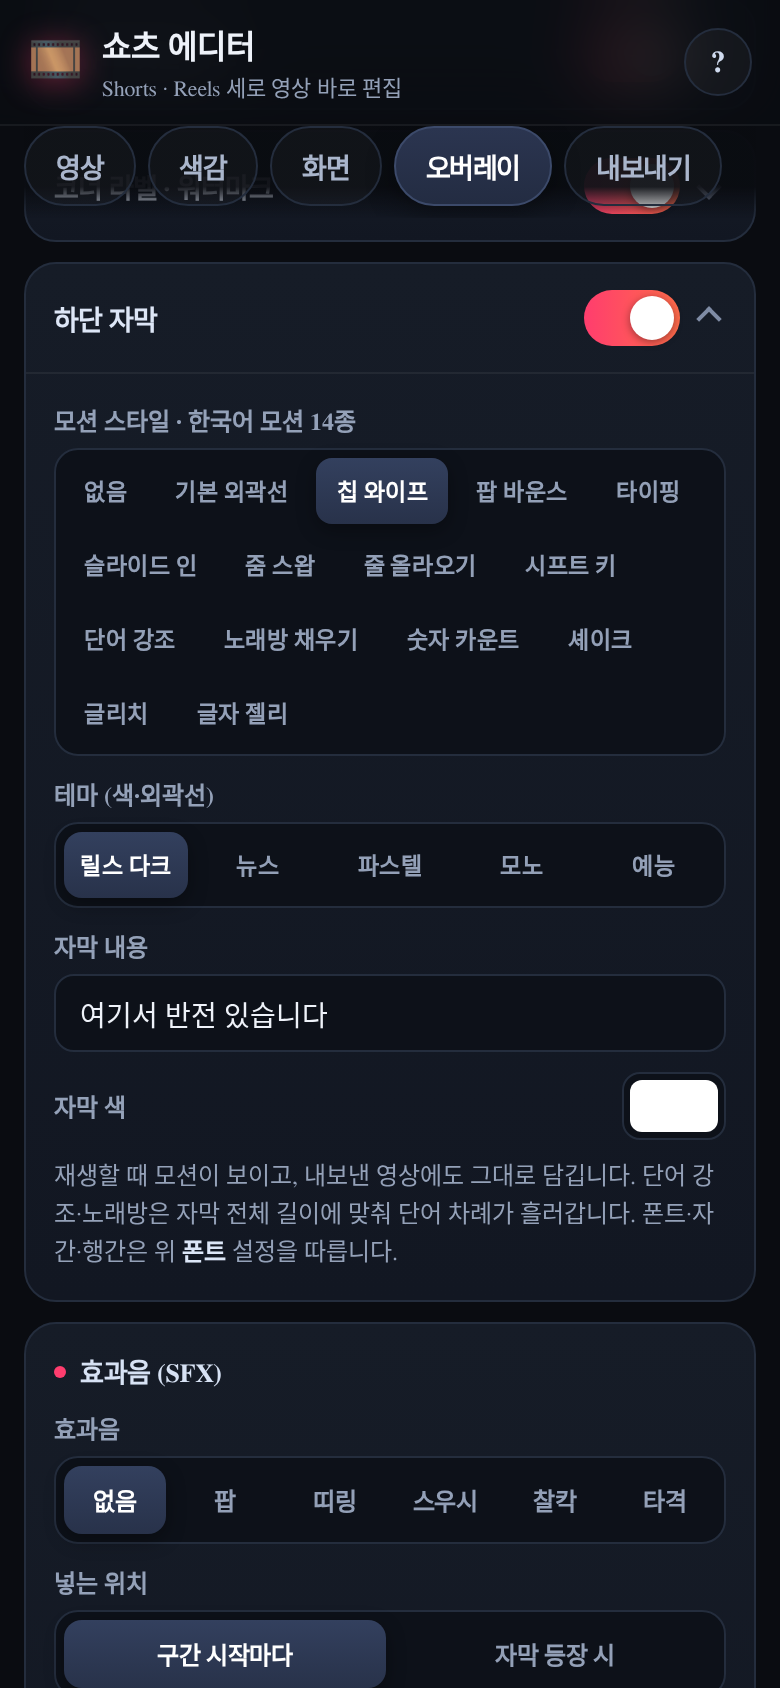 쇼츠 에디터
Shorts · Reels 세로 영상 바로 편집
?
영상 색감 화면 오버레이 내보내기
코너 라벨 · 워터마크
하단 자막
모션 스타일 · 한국어 모션 14종
없음 기본 외곽선 칩 와이프 팝 바운스 타이핑
슬라이드 인 줌 스왑 줄 올라오기 시프트 키
단어 강조 노래방 채우기 숫자 카운트 셰이크
글리치 글자 젤리
테마 (색·외곽선)
릴스 다크 뉴스 파스텔 모노 예능
자막 내용
여기서 반전 있습니다
자막 색
재생할 때 모션이 보이고, 내보낸 영상에도 그대로 담깁니다. 단어 강
조·노래방은 자막 전체 길이에 맞춰 단어 차례가 흘러갑니다. 폰트·자
간·행간은 위 폰트 설정을 따릅니다.
효과음 (SFX)
효과음
없음 팝 띠링 스우시 찰칵 타격
넣는 위치
구간 시작마다 자막 등장 시